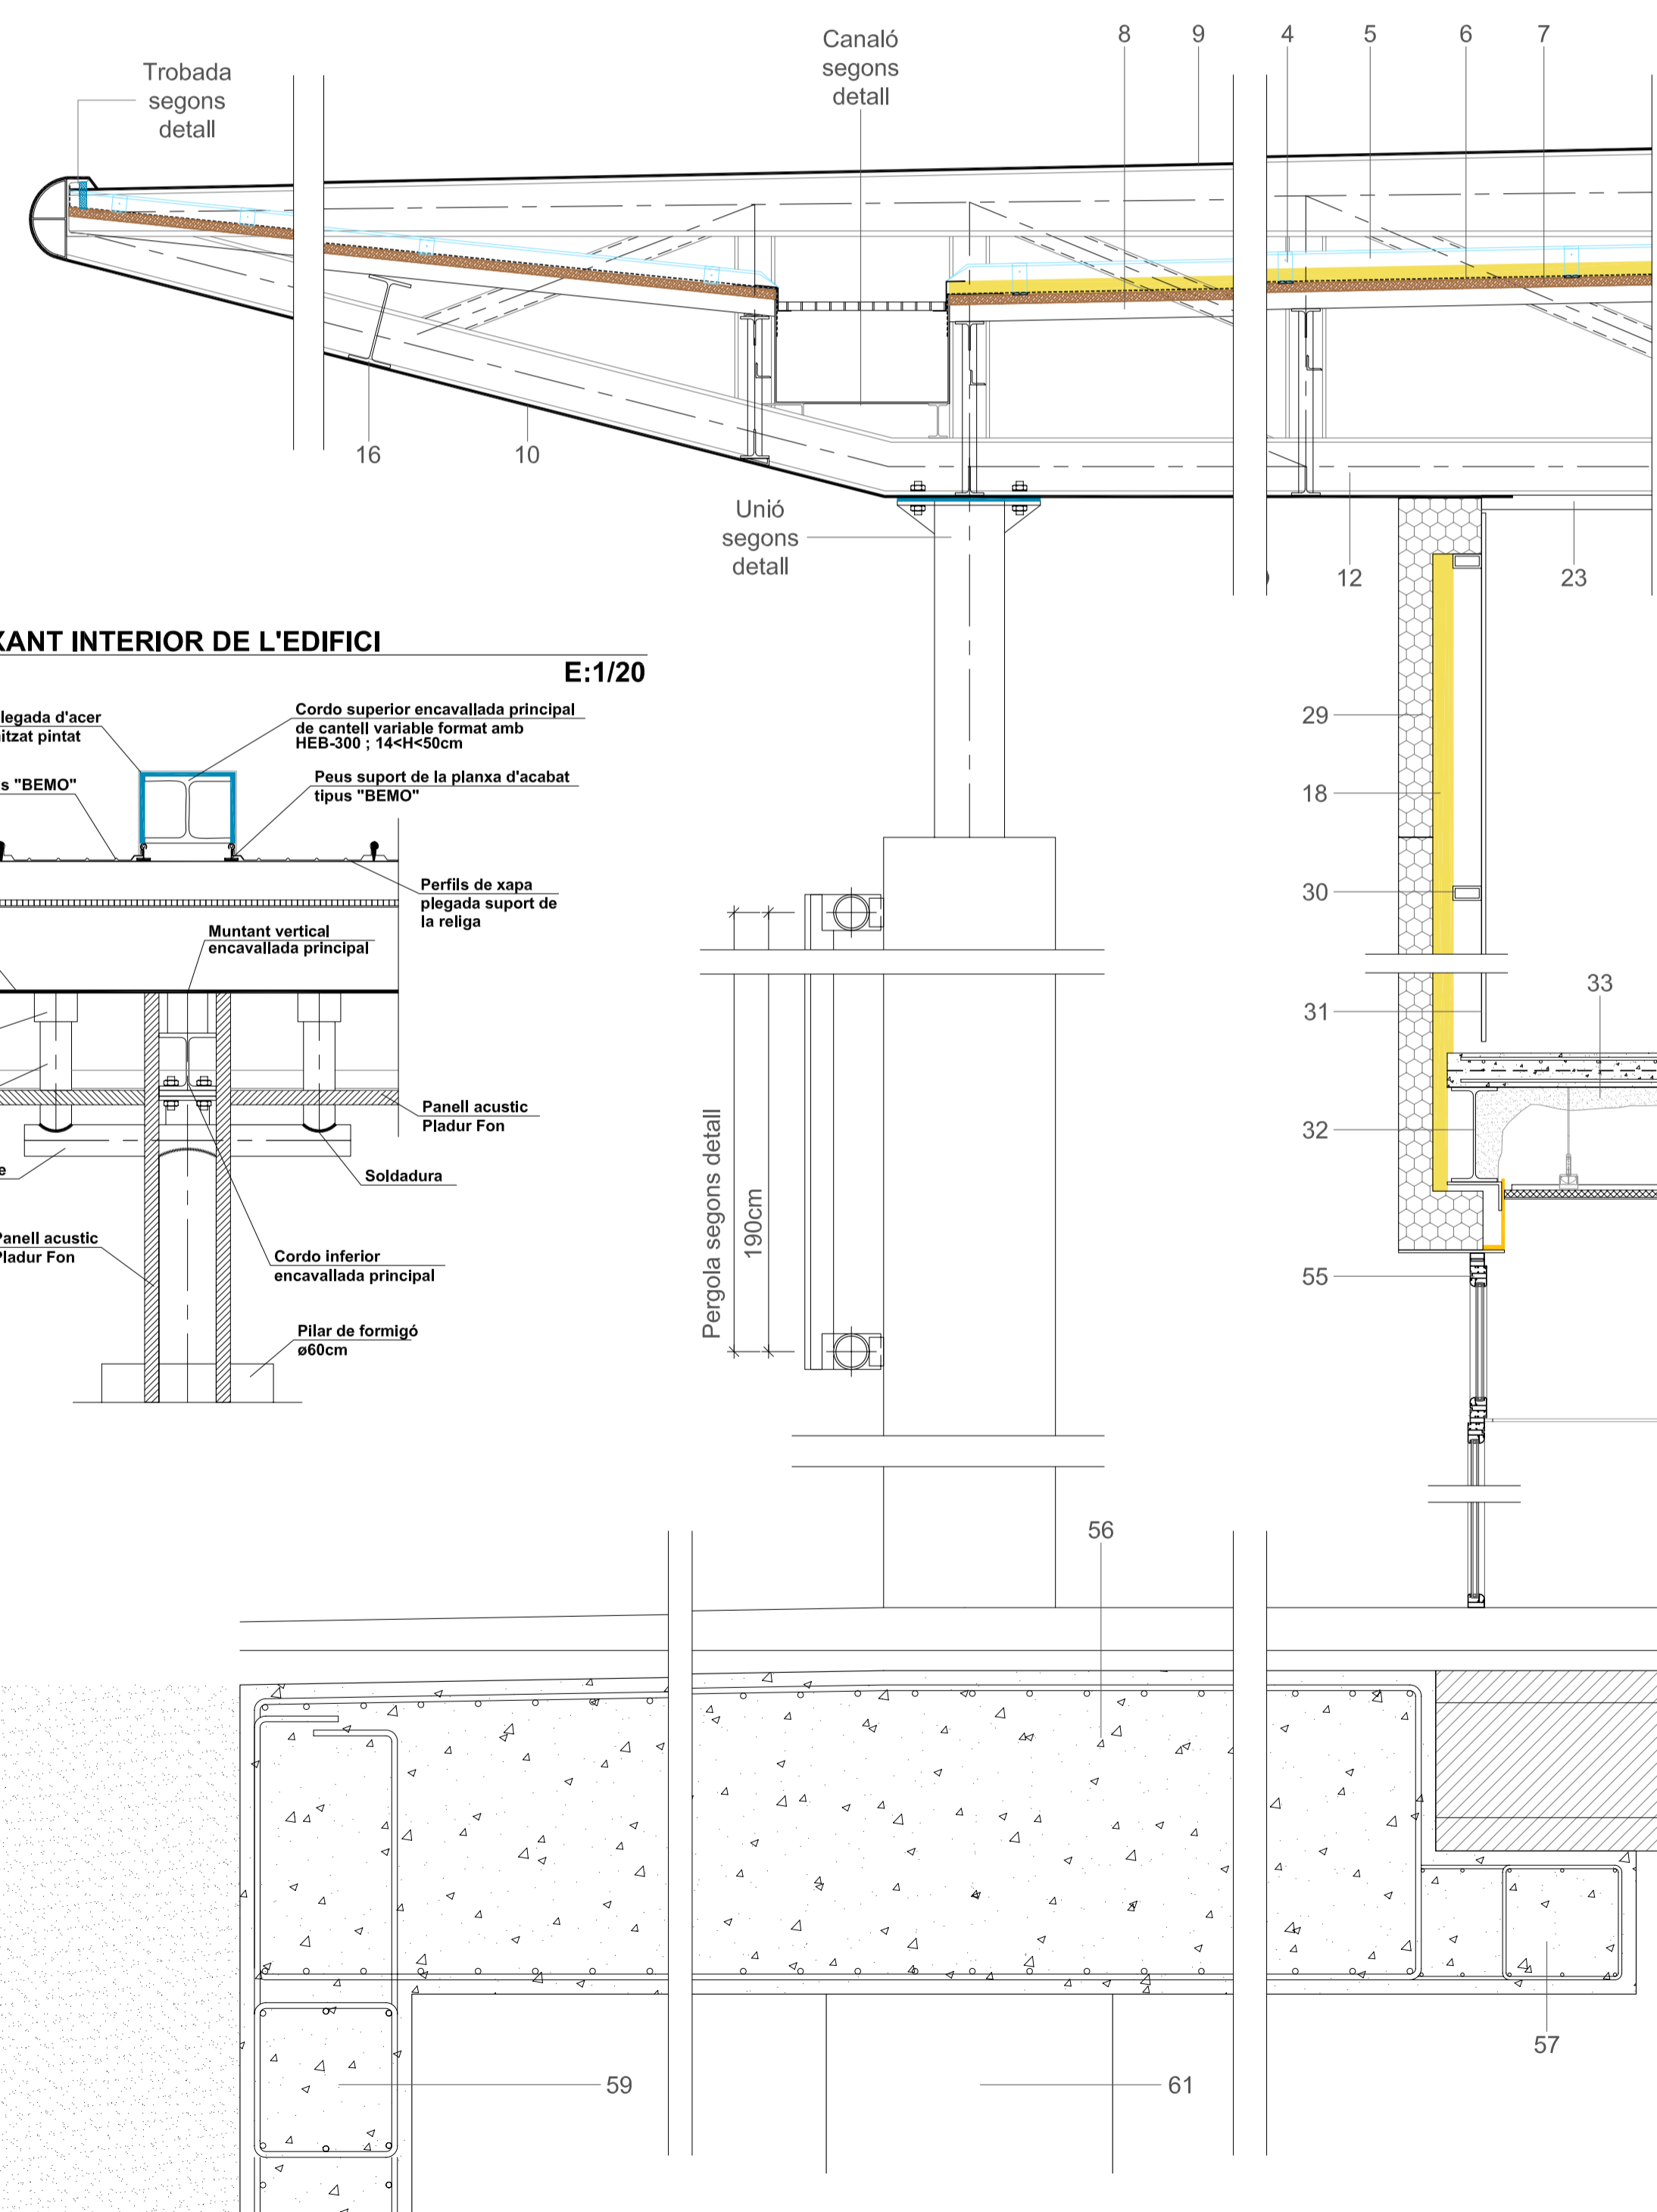 8
9
4
5
6
7
Canaló
segons
detall
Trobada
segons
detall
16
10
Unió
segons
detall
12
23
XANT INTERIOR DE L'EDIFICI
E:1/20
legada d'acer
itzat pintat
Cordo superior encavallada principal
de cantell variable format amb
HEB-300 ; 14<H<50cm
s "BEMO"
Peus suport de la planxa d'acabat
tipus "BEMO"
Perfils de xapa
plegada suport de
la religa
Muntant vertical
encavallada principal
Panell acustic
Pladur Fon
e
Soldadura
Panell acustic
Pladur Fon
Cordo inferior
encavallada principal
Pilar de formigó
ø60cm
Pergola segons detall
190cm
29
18
30
31
33
32
55
56
57
59
61